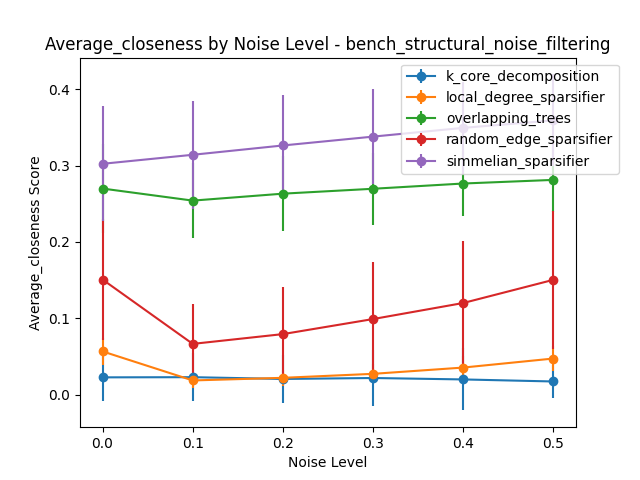 Average_closeness by Noise Level - bench_structural_noise_filtering
k_core_decomposition
local_degree_sparsifier
overlapping_trees
random_edge_sparsifier
simmelian_sparsifier
Average_closeness Score
0.4
0.3
0.2
0.1
0.0
0.0 0.1 0.2 0.3 0.4 0.5
Noise Level